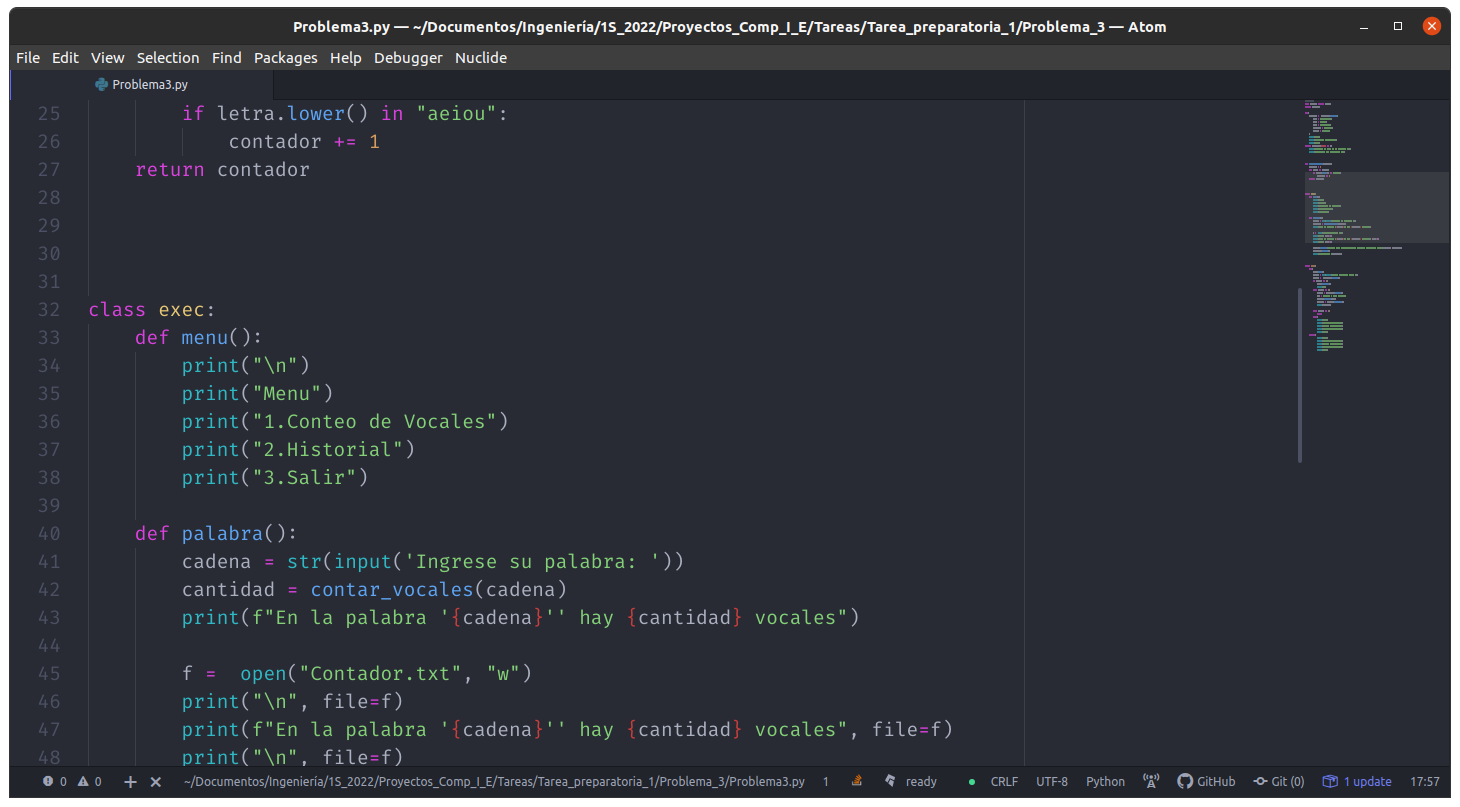 Problema3.py — ~/Documentos/Ingeniería/1S_2022/Proyectos_Comp_I_E/Tareas/Tarea_preparatoria_1/Problema_3 — Atom
File Edit View Selection Find Packages Help Debugger Nuclide
Problema3.py
25 if letra.lower() in "aeiou":
26 contador += 1
27 return contador
28
29
30
31
32 class exec:
33 def menu():
34 print("\n")
35 print("Menu")
36 print("1.Conteo de Vocales")
37 print("2.Historial")
38 print("3.Salir")
39
40 def palabra():
41 cadena = str(input('Ingrese su palabra: '))
42 cantidad = contar_vocales(cadena)
43 print(f"En la palabra '{cadena}'' hay {cantidad} vocales")
44
45 f =  open("Contador.txt", "w")
46 print("\n", file=f)
47 print(f"En la palabra '{cadena}'' hay {cantidad} vocales", file=f)
48 print("\n", file=f)
0 0 + × ~/Documentos/Ingeniería/1S_2022/Proyectos_Comp_I_E/Tareas/Tarea_preparatoria_1/Problema_3/Problema3.py 1 ready CRLF UTF-8 Python GitHub Git (0) 1 update 17:57